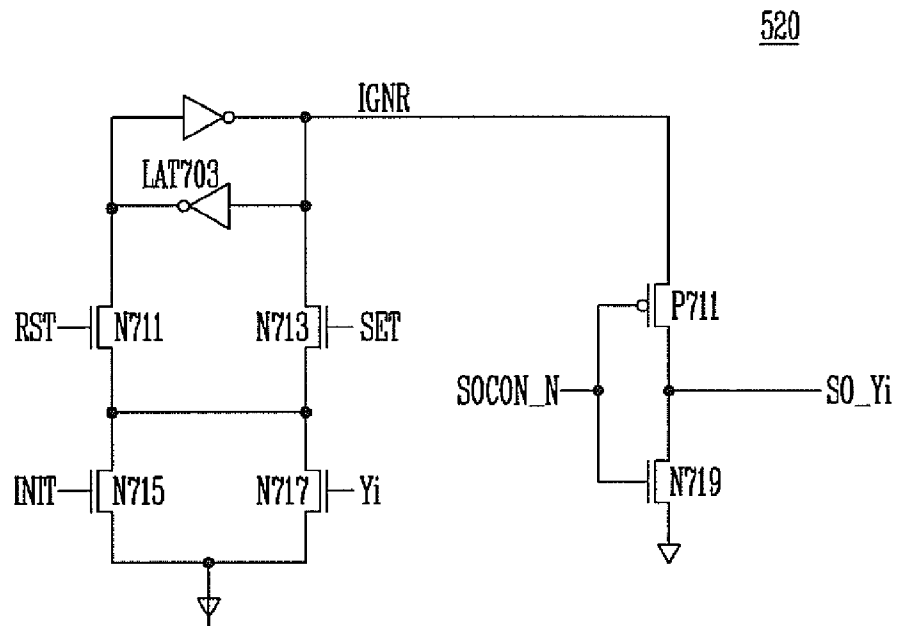 520
IGNR
LAT703
RST
N711
N713
SET
P711
SOCON_N
SO_Yi
INIT
N715
N717
Yi
N719